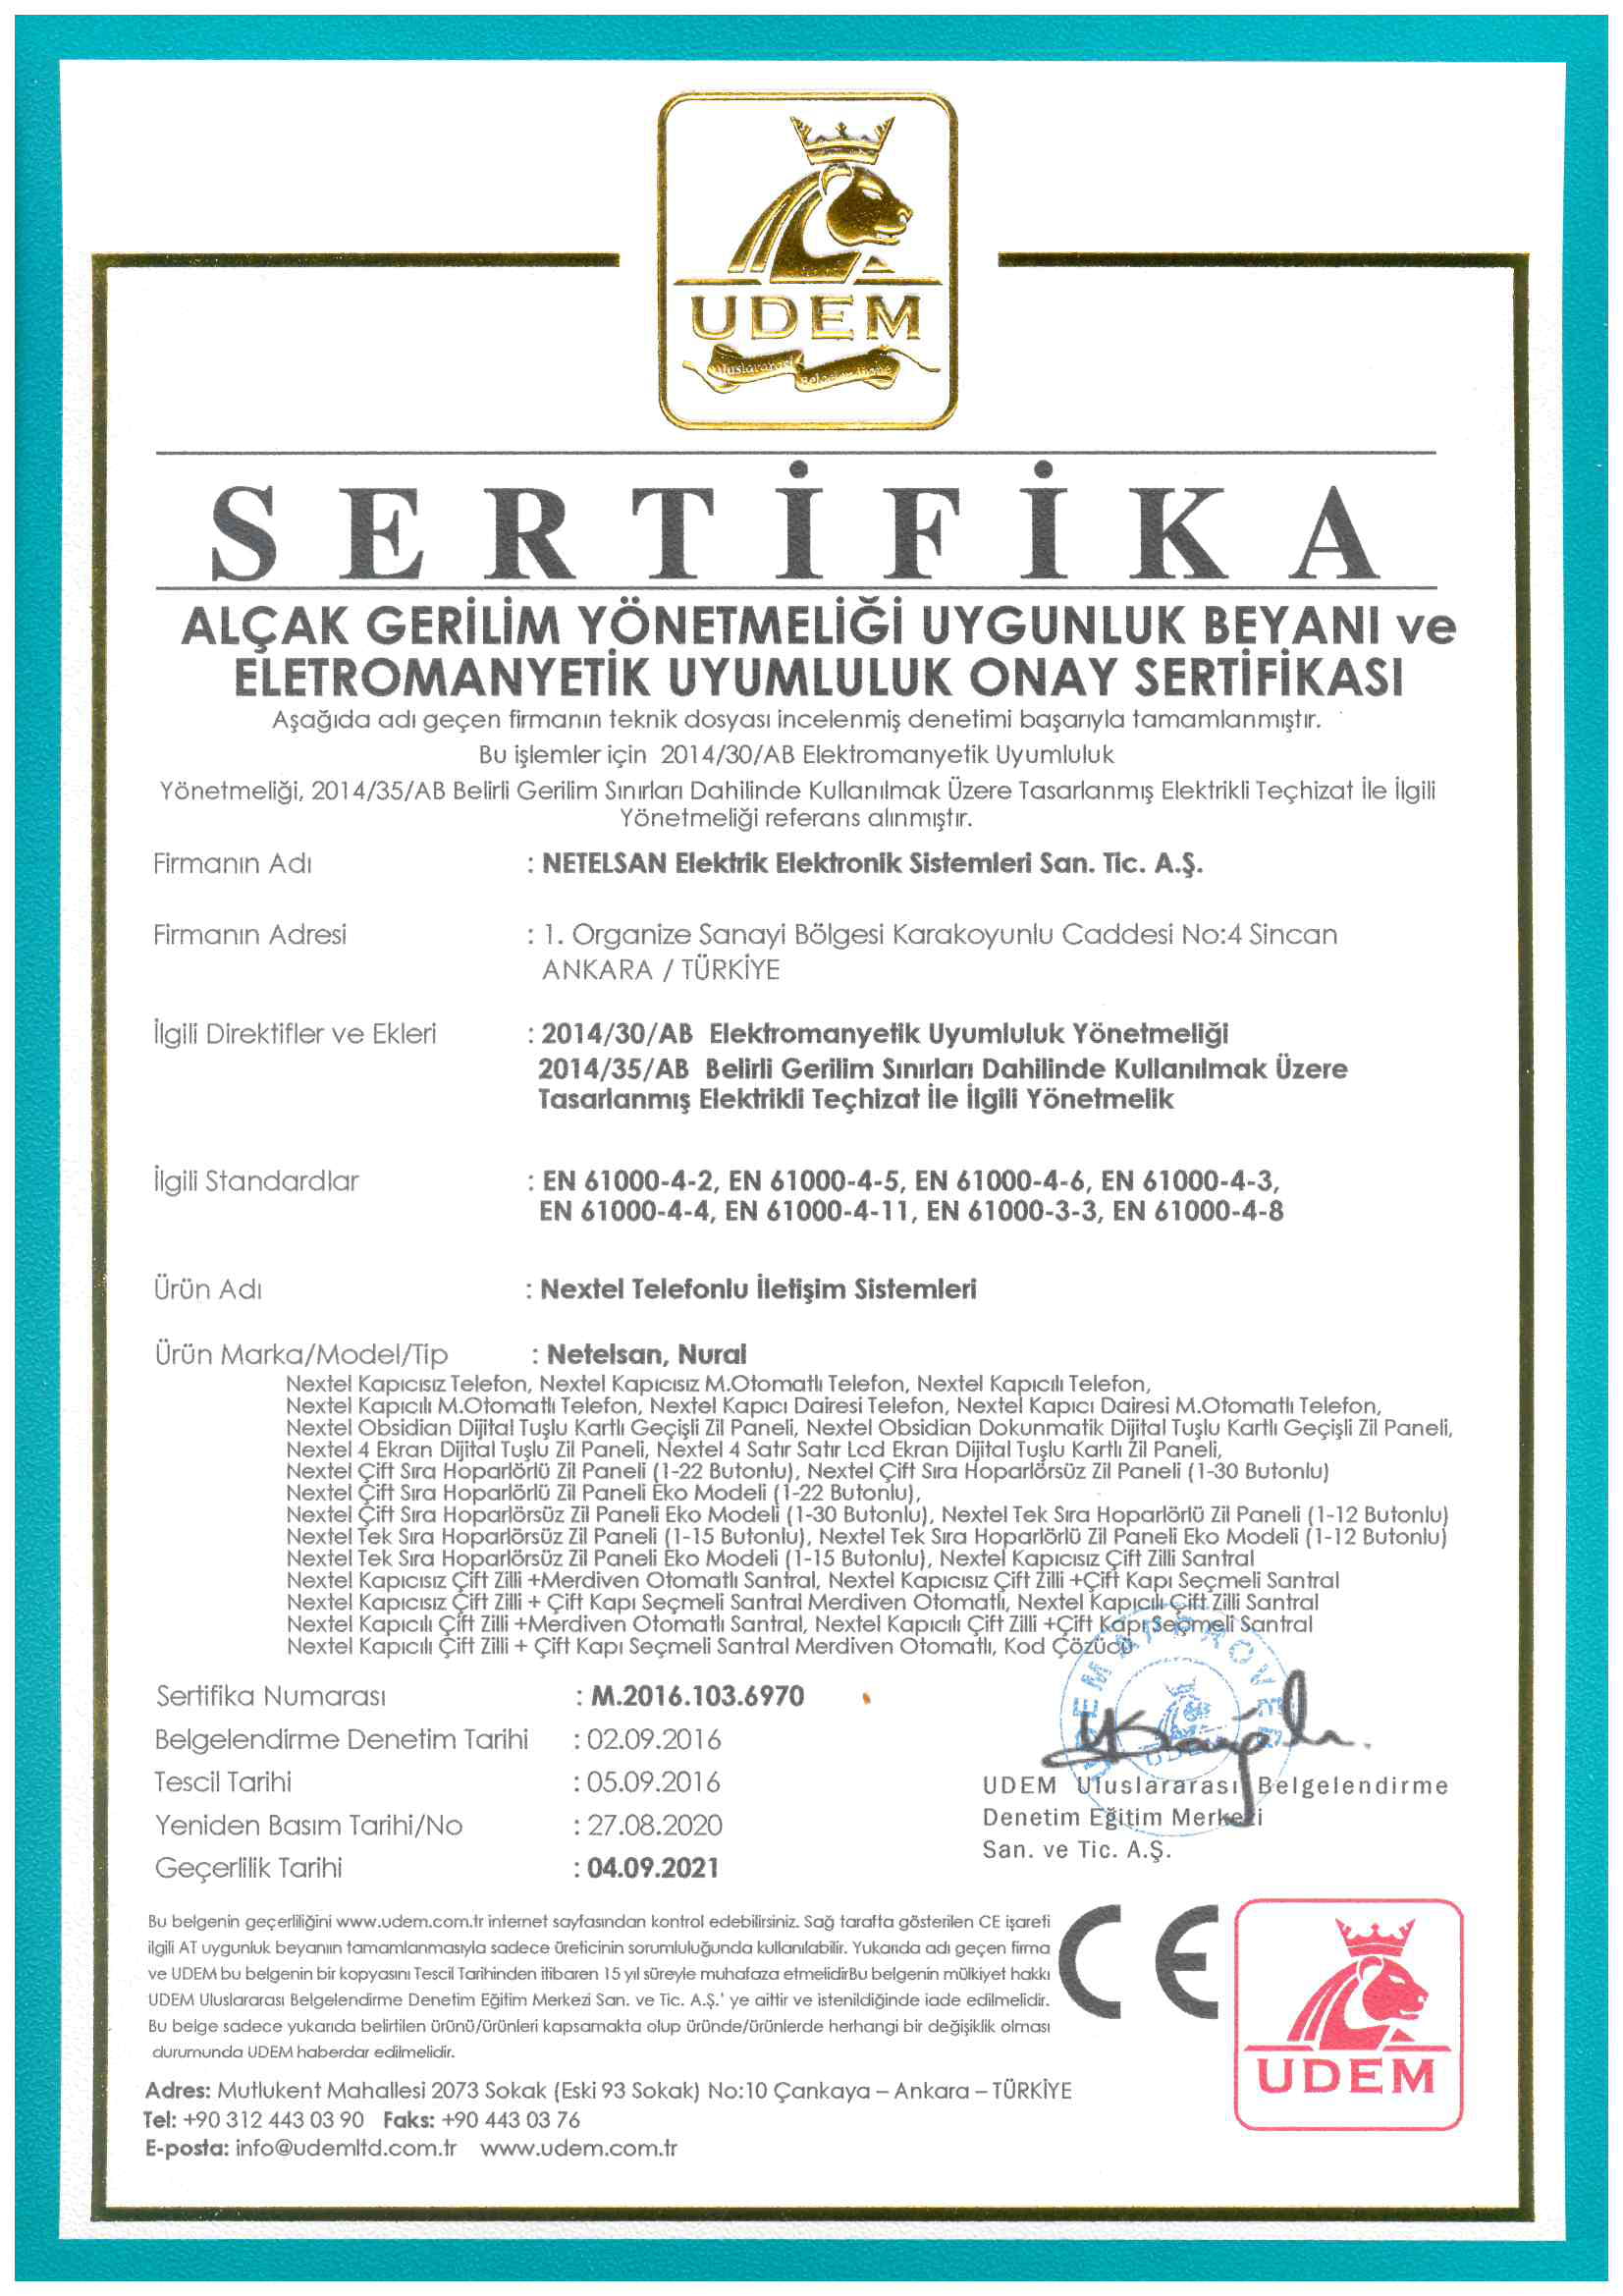 UDEM
Uluslararası
SERTİFİKA
ALÇAK GERİLİM YÖNETMELİĞİ UYGUNLUK BEYANI ve
ELETROMANYETİK UYUMLULUK ONAY SERTİFİKASI
Aşağıda adı geçen firmanın teknik dosyası incelenmiş denetimi başarıyla tamamlanmıştır.
Bu işlemler için 2014/30/AB Elektromanyetik Uyumluluk
Yönetmeliği, 2014/35/AB Belirli Gerilim Sınırları Dahilinde Kullanılmak Üzere Tasarlanmış Elektrikli Teçhizat İle İlgili
Yönetmeliği referans alınmıştır.
Firmanın Adı : NETELSAN Elektrik Elektronik Sistemleri San. Tic. A.Ş.
Firmanın Adresi : 1. Organize Sanayi Bölgesi Karakoyunlu Caddesi No:4 Sincan
ANKARA / TÜRKİYE
İlgili Direktifler ve Ekleri : 2014/30/AB Elektromanyetik Uyumluluk Yönetmeliği
2014/35/AB Belirli Gerilim Sınırları Dahilinde Kullanılmak Üzere
Tasarlanmış Elektrikli Teçhizat İle İlgili Yönetmelik
İlgili Standardlar : EN 61000-4-2, EN 61000-4-5, EN 61000-4-6, EN 61000-4-3,
EN 61000-4-4, EN 61000-4-11, EN 61000-3-3, EN 61000-4-8
Ürün Adı : Nextel Telefonlu İletişim Sistemleri
Ürün Marka/Model/Tip : Netelsan, Nural
Nextel Kapıcısız Telefon, Nextel Kapıcısız M.Otomatlı Telefon, Nextel Kapıcılı Telefon,
Nextel Kapıcılı M.Otomatlı Telefon, Nextel Kapıcı Dairesi Telefon, Nextel Kapıcı Dairesi M.Otomatlı Telefon,
Nextel Obsidian Dijital Tuşlu Kartlı Geçişli Zil Paneli, Nextel Obsidian Dokunmatik Dijital Tuşlu Kartlı Geçişli Zil Paneli,
Nextel 4 Ekran Dijital Tuşlu Zil Paneli, Nextel 4 Satır Satır Lcd Ekran Dijital Tuşlu Kartlı Zil Paneli,
Nextel Çift Sıra Hoparlörlü Zil Paneli (1-22 Butonlu), Nextel Çift Sıra Hoparlörsüz Zil Paneli (1-30 Butonlu)
Nextel Çift Sıra Hoparlörlü Zil Paneli Eko Modeli (1-22 Butonlu),
Nextel Çift Sıra Hoparlörsüz Zil Paneli Eko Modeli (1-30 Butonlu), Nextel Tek Sıra Hoparlörlü Zil Paneli (1-12 Butonlu)
Nextel Tek Sıra Hoparlörsüz Zil Paneli (1-15 Butonlu), Nextel Tek Sıra Hoparlörlü Zil Paneli Eko Modeli (1-12 Butonlu)
Nextel Tek Sıra Hoparlörsüz Zil Paneli Eko Modeli (1-15 Butonlu), Nextel Kapıcısız Çift Zilli Santral
Nextel Kapıcısız Çift Zilli +Merdiven Otomatlı Santral, Nextel Kapıcısız Çift Zilli +Çift Kapı Seçmeli Santral
Nextel Kapıcısız Çift Zilli + Çift Kapı Seçmeli Santral Merdiven Otomatlı, Nextel Kapıcılı Çift Zilli Santral
Nextel Kapıcılı Çift Zilli +Merdiven Otomatlı Santral, Nextel Kapıcılı Çift Zilli +Çift Kapı Seçmeli Santral
Nextel Kapıcılı Çift Zilli + Çift Kapı Seçmeli Santral Merdiven Otomatlı, Kod Çözücü
UDEM APPROVED
UDEM
Sertifika Numarası : M.2016.103.6970
Belgelendirme Denetim Tarihi : 02.09.2016
Tescil Tarihi : 05.09.2016
Yeniden Basım Tarihi/No : 27.08.2020
Geçerlilik Tarihi : 04.09.2021
UDEM Uluslararası Belgelendirme
Denetim Eğitim Merkezi
San. ve Tic. A.Ş.
Bu belgenin geçerliliğini www.udem.com.tr internet sayfasından kontrol edebilirsiniz. Sağ tarafta gösterilen CE işareti
ilgili AT uygunluk beyanıın tamamlanmasıyla sadece üreticinin sorumluluğunda kullanılabilir. Yukarıda adı geçen firma
ve UDEM bu belgenin bir kopyasını Tescil Tarihinden itibaren 15 yıl süreyle muhafaza etmelidirBu belgenin mülkiyet hakkı
UDEM Uluslararası Belgelendirme Denetim Eğitim Merkezi San. ve Tic. A.Ş.' ye aittir ve istenildiğinde iade edilmelidir.
Bu belge sadece yukarıda belirtilen ürünü/ürünleri kapsamakta olup üründe/ürünlerde herhangi bir değişiklik olması
durumunda UDEM haberdar edilmelidir.
CE
UDEM
Adres: Mutlukent Mahallesi 2073 Sokak (Eski 93 Sokak) No:10 Çankaya – Ankara – TÜRKİYE
Tel: +90 312 443 03 90 Faks: +90 443 03 76
E-posta: info@udemltd.com.tr www.udem.com.tr